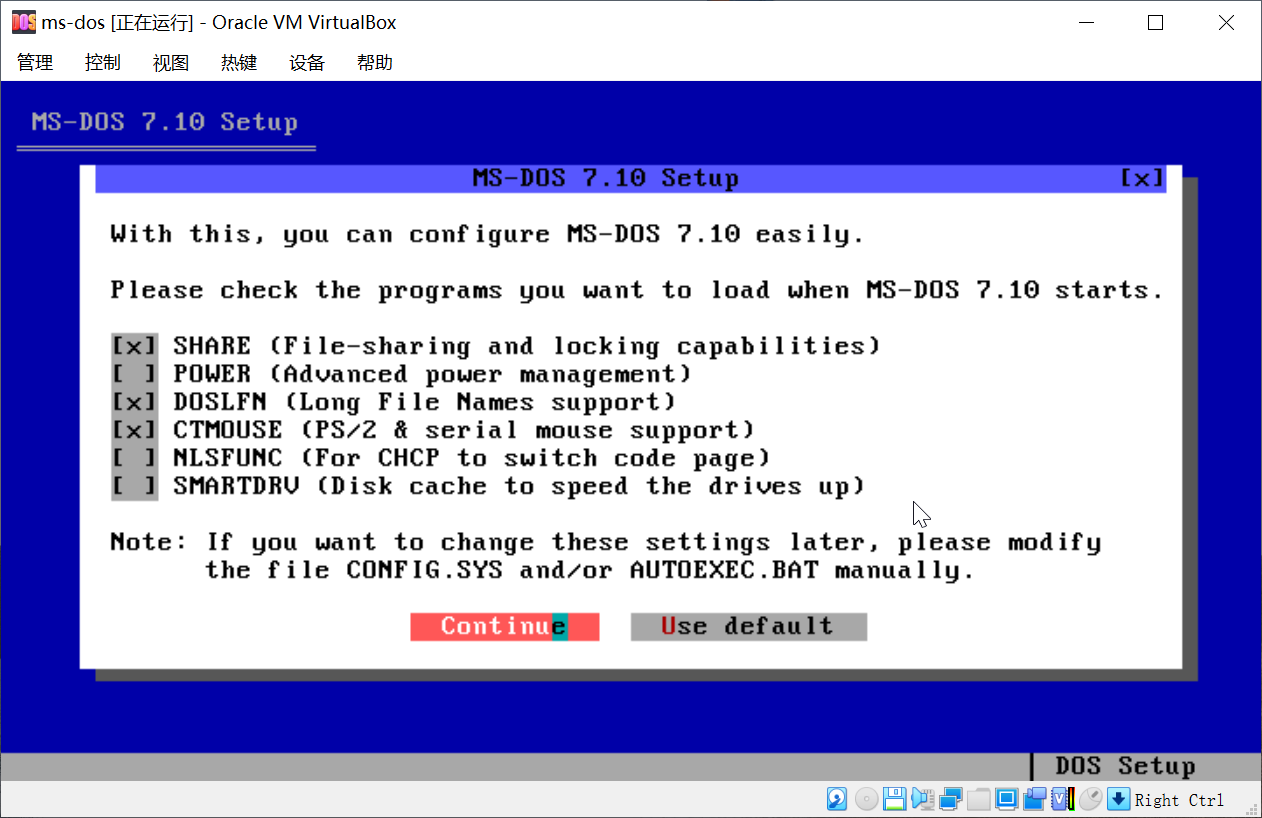 ms-dos [正在运行] - Oracle VM VirtualBox
管理 控制 视图 热键 设备 帮助
MS-DOS 7.10 Setup
MS-DOS 7.10 Setup [x]
With this, you can configure MS-DOS 7.10 easily.
Please check the programs you want to load when MS-DOS 7.10 starts.
[x] SHARE (File-sharing and locking capabilities)
[ ] POWER (Advanced power management)
[x] DOSLFN (Long File Names support)
[x] CTMOUSE (PS/2 & serial mouse support)
[ ] NLSFUNC (For CHCP to switch code page)
[ ] SMARTDRV (Disk cache to speed the drives up)
Note: If you want to change these settings later, please modify
the file CONFIG.SYS and/or AUTOEXEC.BAT manually.
Continue Use default
DOS Setup
Right Ctrl